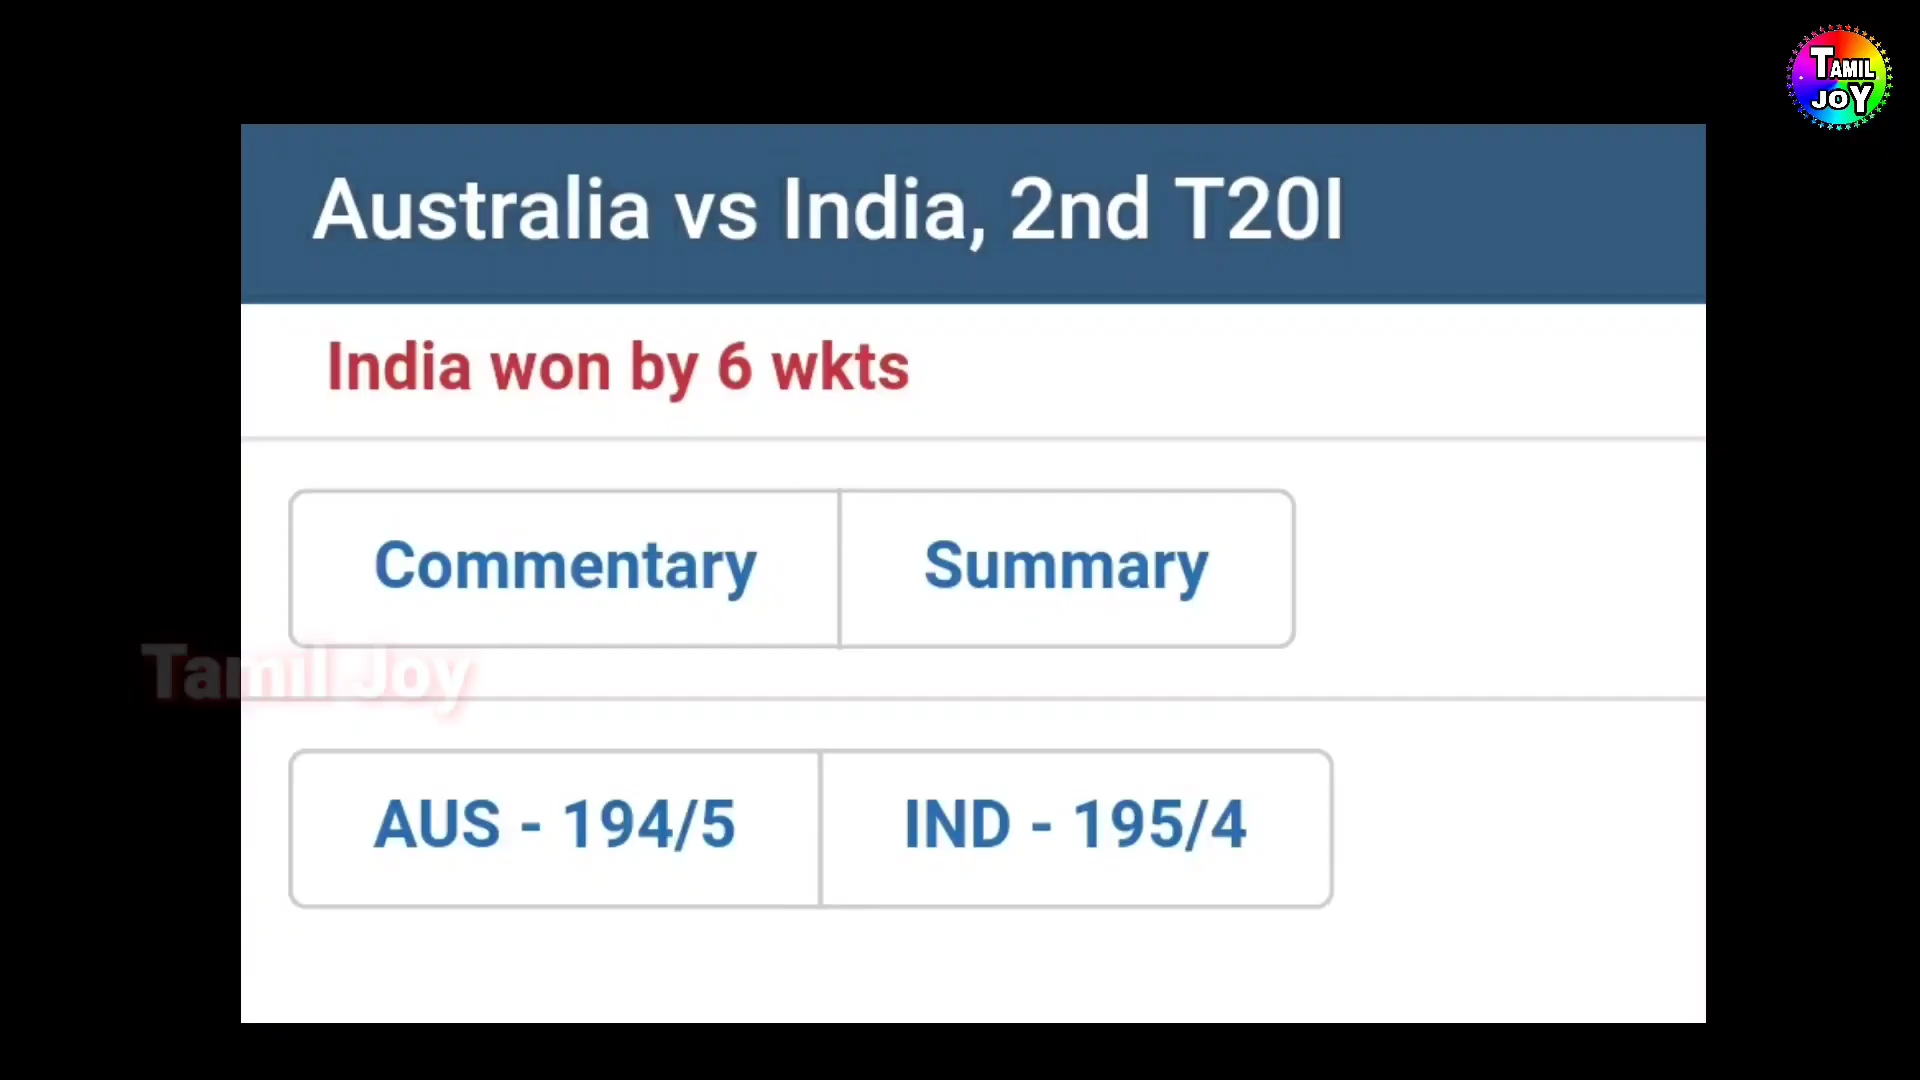 TAMIL
JOY
Australia vs India, 2nd T20I
India won by 6 wkts
Commentary
Summary
Tamil Joy
AUS - 194/5
IND - 195/4